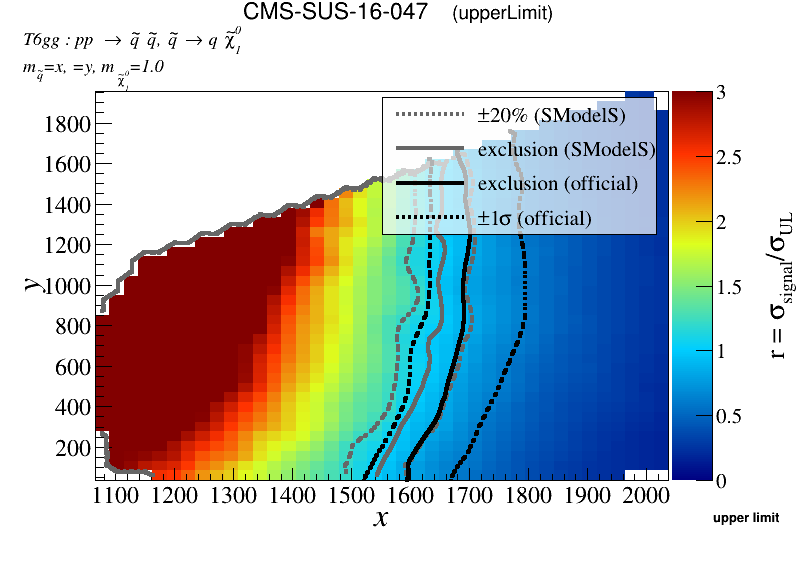 CMS-SUS-16-047 (upperLimit)
T6gg : pp → q̃ q̃, q̃ → q χ̃₁⁰
m_q̃=x, =y, m_χ̃₁⁰=1.0
±20% (SModelS)
exclusion (SModelS)
exclusion (official)
±1σ (official)
y
1800
1600
1400
1200
1000
800
600
400
200
1100 1200 1300 1400 1500 1600 1700 1800 1900 2000
x
3
2.5
2
1.5
1
0.5
0
r = σ_signal/σ_UL
upper limit